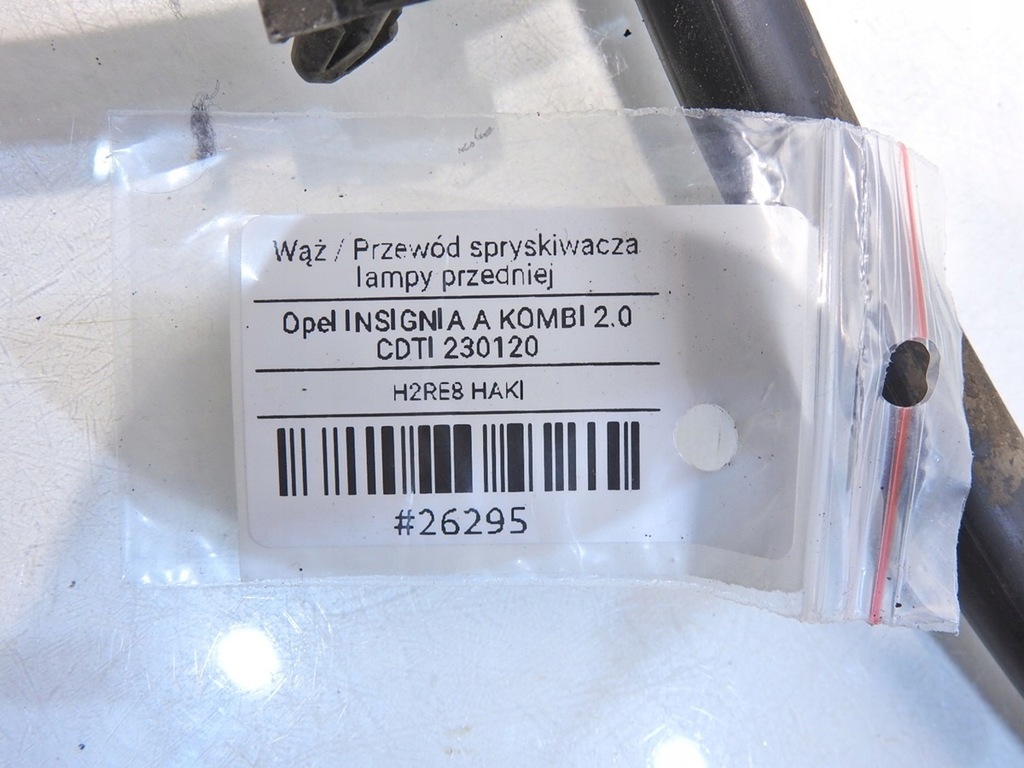 Wąż / Przewód spryskiwacza
lampy przedniej
Opel INSIGNIA A KOMBI 2.0
CDTI 230120
H2RE8 HAKI
#26295